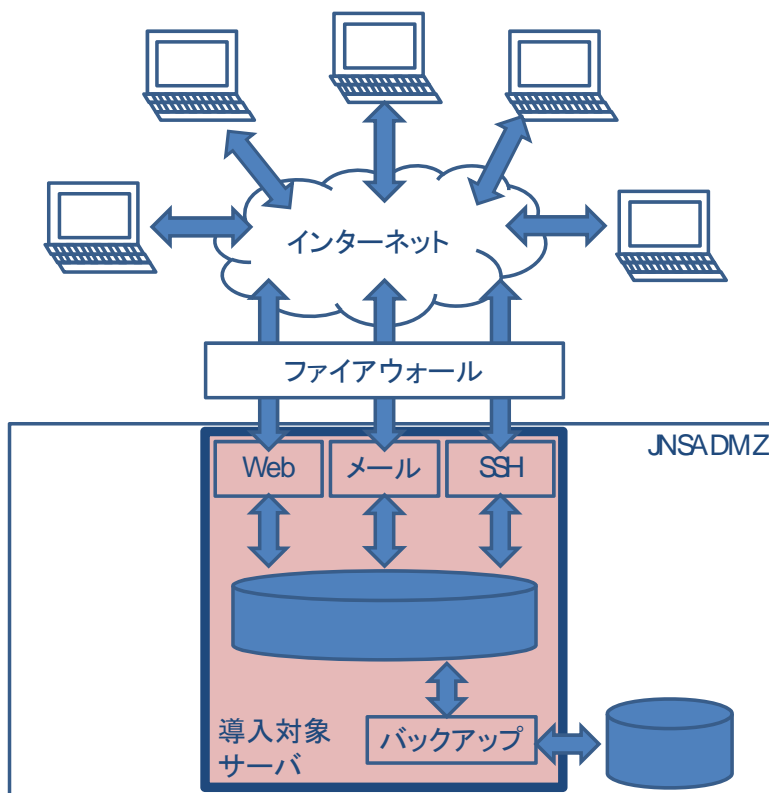 インターネット
ファイアウォール
JNSA DMZ
Web
メール
SSH
導入対象
サーバ
バックアップ